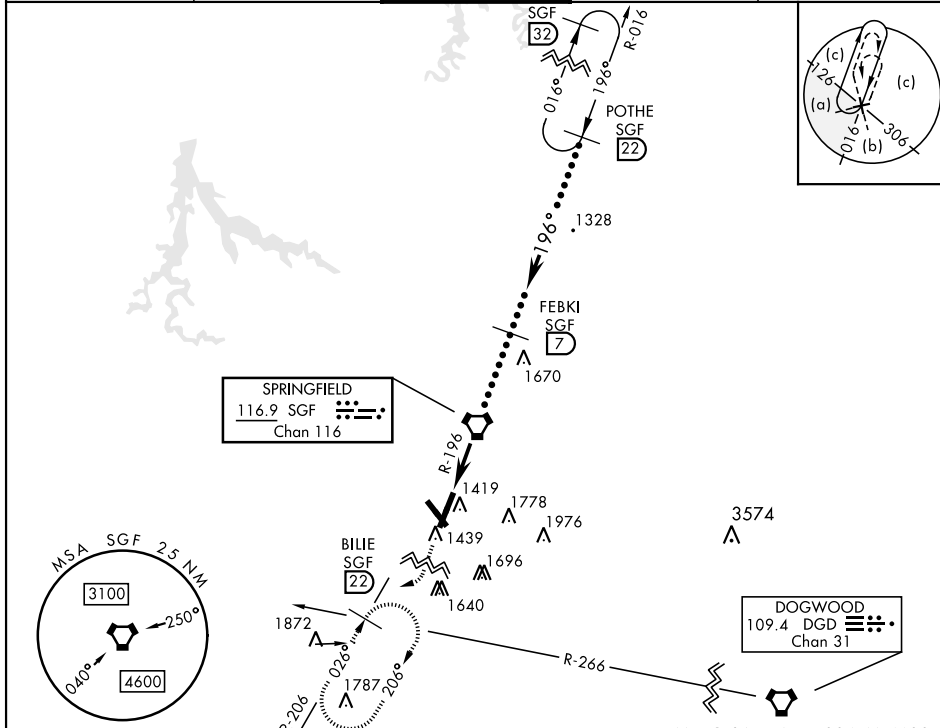 SGF
32
R-016
016°
196°
POTHE
SGF
22
(c)
126
(c)
(a)
306
016
(b)
1328
196°
FEBKI
SGF
7
1670
SPRINGFIELD
116.9 SGF
Chan 116
R-196
1419
1778
1976
3574
1439
BILIE
SGF
22
1696
1640
MSA SGF 25 NM
3100
250°
040°
4600
1872
026°
206°
1787
R-206
R-266
DOGWOOD
109.4 DGD
Chan 31